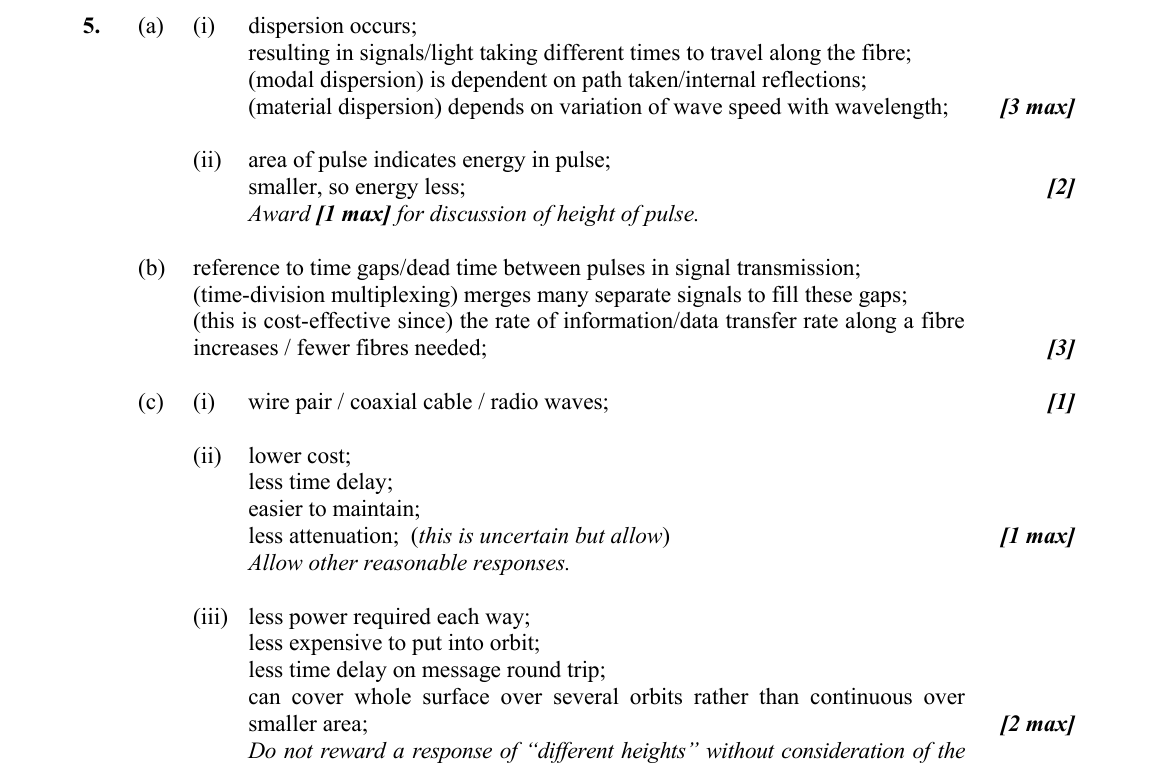 5. (a) (i) dispersion occurs;
resulting in signals/light taking different times to travel along the fibre;
(modal dispersion) is dependent on path taken/internal reflections;
(material dispersion) depends on variation of wave speed with wavelength; [3 max]
(ii) area of pulse indicates energy in pulse;
smaller, so energy less; [2]
Award [1 max] for discussion of height of pulse.
(b) reference to time gaps/dead time between pulses in signal transmission;
(time-division multiplexing) merges many separate signals to fill these gaps;
(this is cost-effective since) the rate of information/data transfer rate along a fibre
increases / fewer fibres needed; [3]
(c) (i) wire pair / coaxial cable / radio waves; [1]
(ii) lower cost;
less time delay;
easier to maintain;
less attenuation; (this is uncertain but allow) [1 max]
Allow other reasonable responses.
(iii) less power required each way;
less expensive to put into orbit;
less time delay on message round trip;
can cover whole surface over several orbits rather than continuous over
smaller area; [2 max]
Do not reward a response of “different heights” without consideration of the